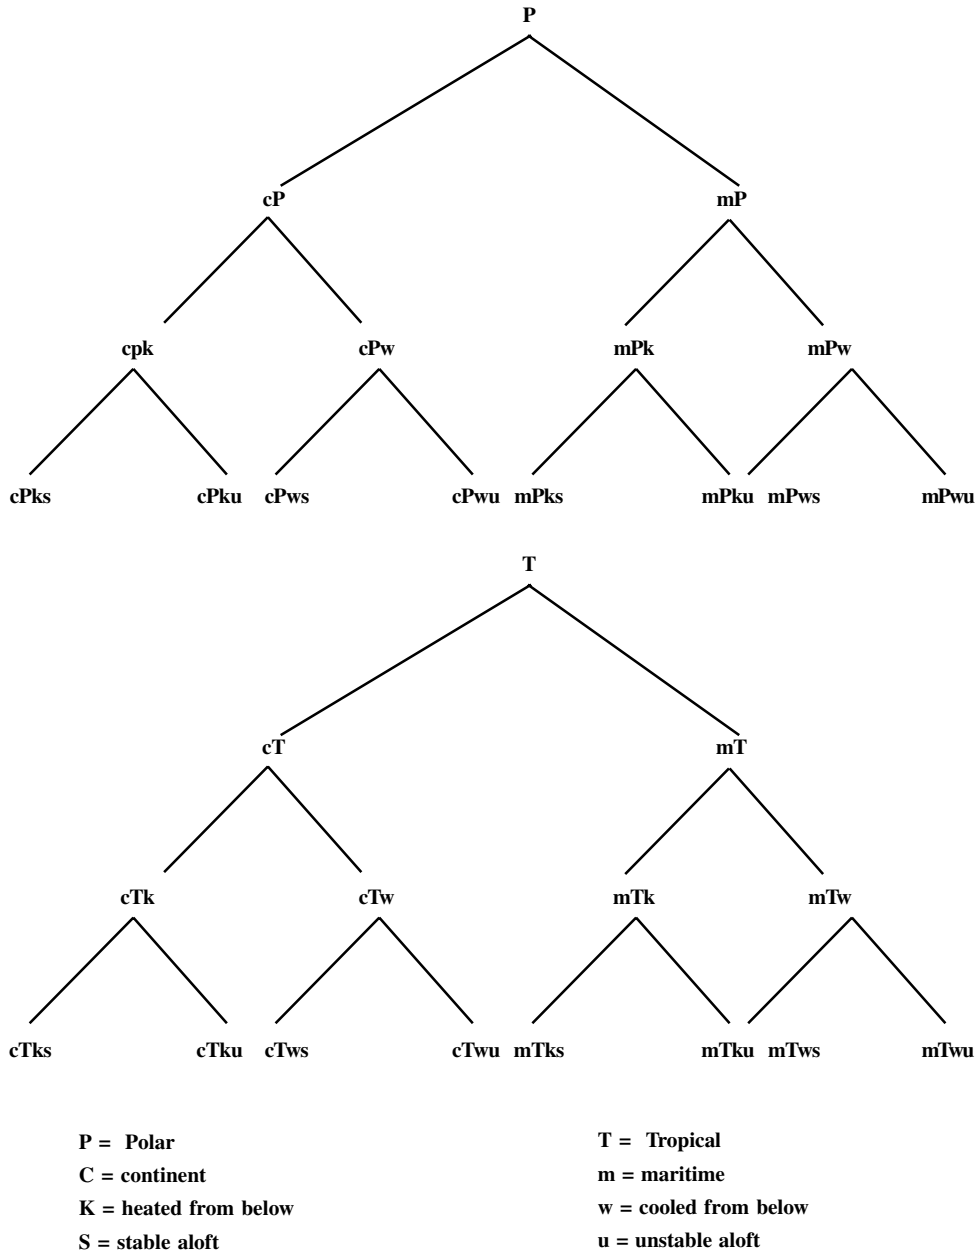 P
cP mP
cpk cPw mPk mPw
cPks cPku cPws cPwu mPks mPku mPws mPwu
T
cT mT
cTk cTw mTk mTw
cTks cTku cTws cTwu mTks mTku mTws mTwu
P = Polar T = Tropical
C = continent m = maritime
K = heated from below w = cooled from below
S = stable aloft u = unstable aloft